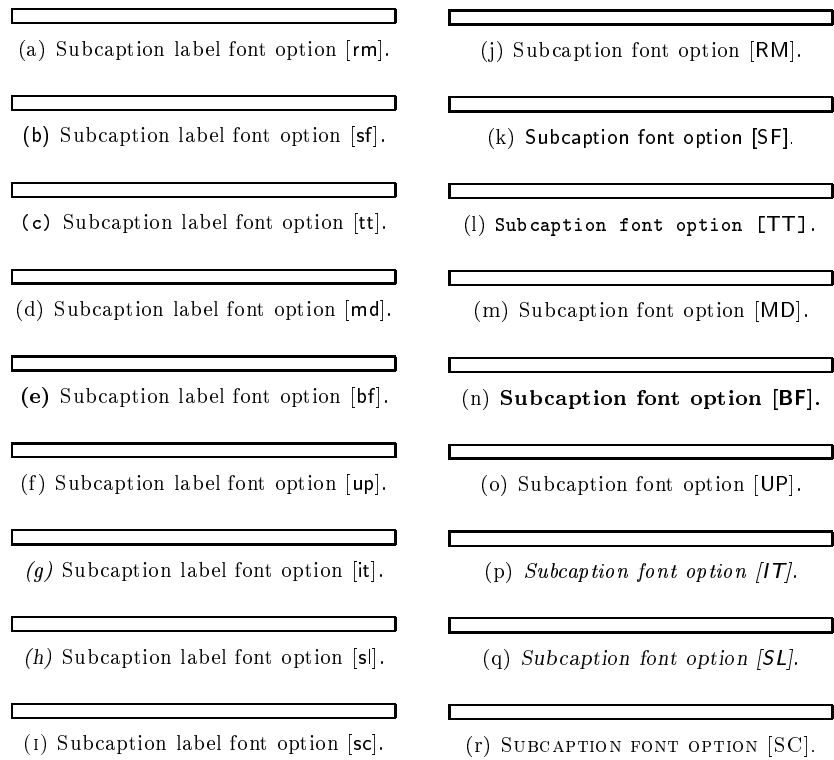 (a) Subcaption label font option [rm].
(b) Subcaption label font option [sf].
(c) Subcaption label font option [tt].
(d) Subcaption label font option [md].
(e) Subcaption label font option [bf].
(f) Subcaption label font option [up].
(g) Subcaption label font option [it].
(h) Subcaption label font option [sl].
(i) Subcaption label font option [sc].
(j) Subcaption font option [RM].
(k) Subcaption font option [SF].
(l) Subcaption font option [TT].
(m) Subcaption font option [MD].
(n) Subcaption font option [BF].
(o) Subcaption font option [UP].
(p) Subcaption font option [IT].
(q) Subcaption font option [SL].
(r) Subcaption font option [SC].